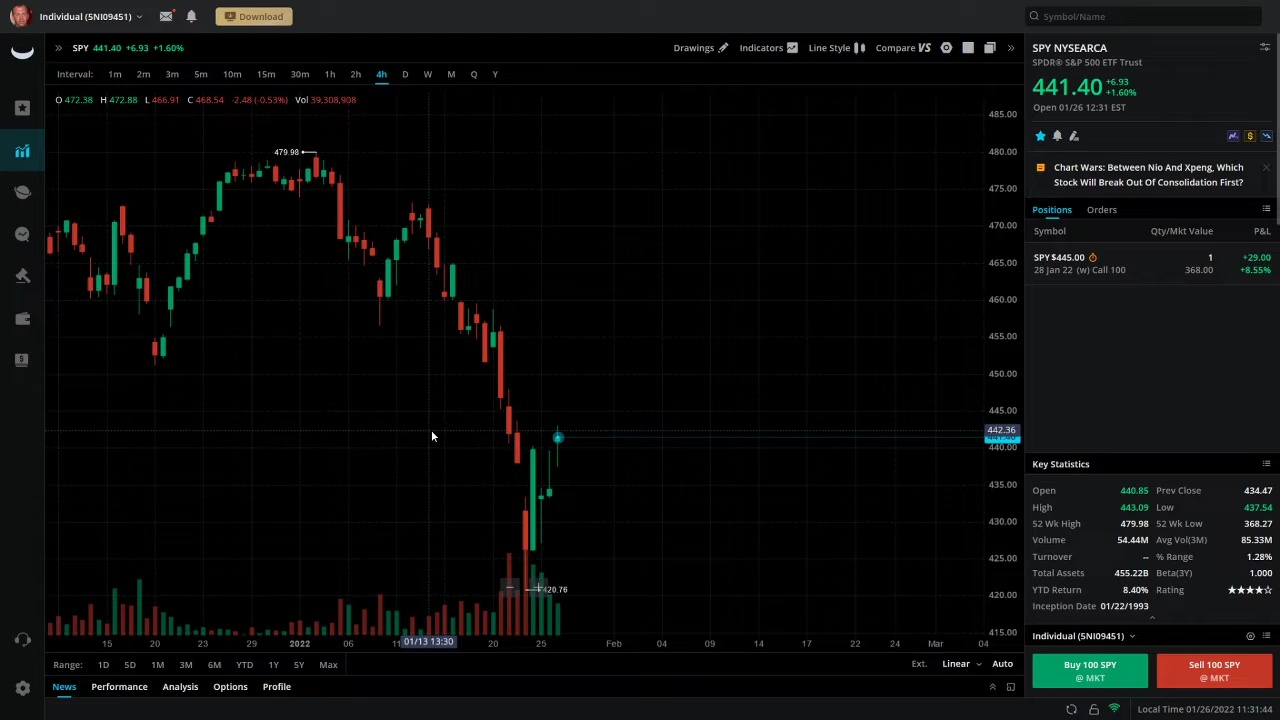 Individual (5NI09451)
Download
Symbol/Name
SPY 441.40 +6.93 +1.60%
Drawings Indicators Line Style Compare VS
Interval: 1m 2m 3m 5m 10m 15m 30m 1h 2h 4h D W M Q Y
O 472.38 H 472.88 L 466.91 C 468.54 -2.48 (-0.53%) Vol 39,308,908
485.00
479.98
480.00
475.00
470.00
465.00
460.00
455.00
450.00
445.00
442.36
440.00
435.00
430.00
425.00
420.76
420.00
415.00
15 20 23 29 2022 06 20 25 Feb 04 09 14 17 22 24 Mar 04
01/13 13:30
Range: 1D 5D 1M 3M 6M YTD 1Y 5Y Max
Ext. Linear Auto
News Performance Analysis Options Profile
SPY NYSEARCA
SPDR® S&P 500 ETF Trust
441.40 +6.93
+1.60%
Open 01/26 12:31 EST
Chart Wars: Between Nio And Xpeng, Which
Stock Will Break Out Of Consolidation First?
Positions Orders
Symbol Qty/Mkt Value P&L
SPY $445.00 1 +29.00
28 Jan 22 (w) Call 100 368.00 +8.55%
Key Statistics
Open 440.85 Prev Close 434.47
High 443.09 Low 437.54
52 Wk High 479.98 52 Wk Low 368.27
Volume 54.44M Avg Vol(3M) 85.33M
Turnover -- % Range 1.28%
Total Assets 455.22B Beta(3Y) 1.000
YTD Return 8.40% Rating
Inception Date 01/22/1993
Individual (5NI09451)
Buy 100 SPY
@ MKT
Sell 100 SPY
@ MKT
Local Time 01/26/2022 11:31:44